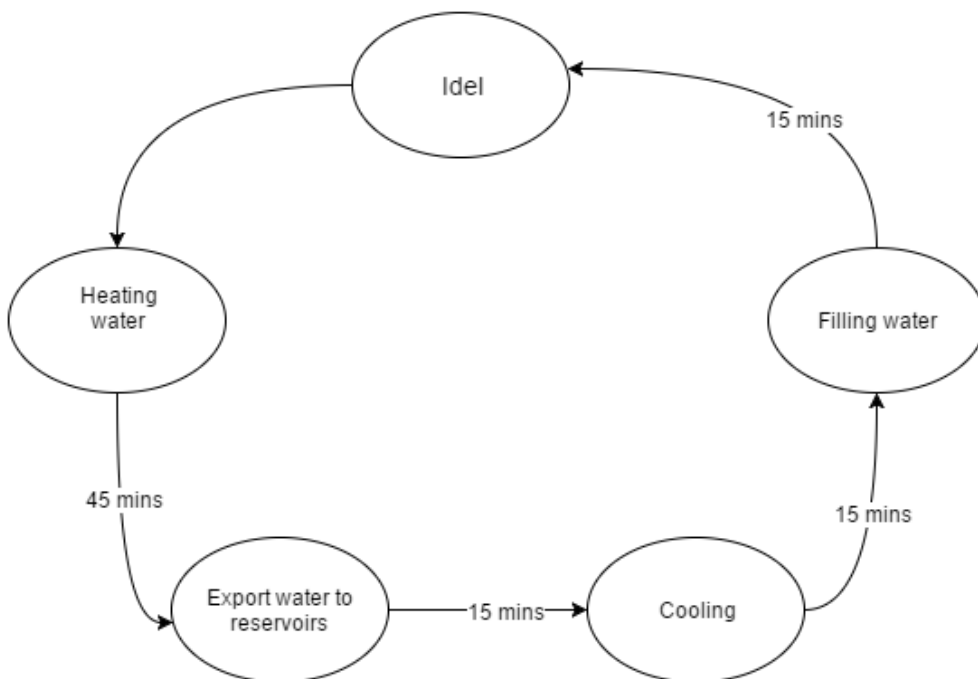 Idel
15 mins
Heating
water
Filling water
45 mins
15 mins
Export water to
reservoirs
15 mins
Cooling